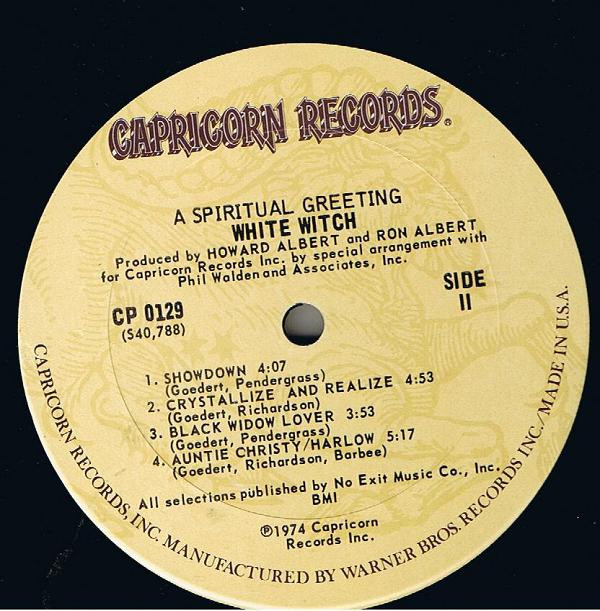 CAPRICORN RECORDS®
A SPIRITUAL GREETING
WHITE WITCH
Produced by HOWARD ALBERT and RON ALBERT
for Capricorn Records Inc. by special arrangement with
Phil Walden and Associates, Inc.
CP 0129
(S40,788)
SIDE
II
1. SHOWDOWN 4:07
(Goedert, Pendergrass)
2. CRYSTALLIZE AND REALIZE 4:53
(Goedert, Richardson)
3. BLACK WIDOW LOVER 3:53
(Goedert, Pendergrass)
4. AUNTIE CHRISTY/HARLOW 5:17
(Goedert, Richardson, Barbee)
All selections published by No Exit Music Co., Inc.
BMI
℗1974 Capricorn
Records Inc.
CAPRICORN RECORDS, INC. MANUFACTURED BY WARNER BROS. RECORDS INC./MADE IN U.S.A.